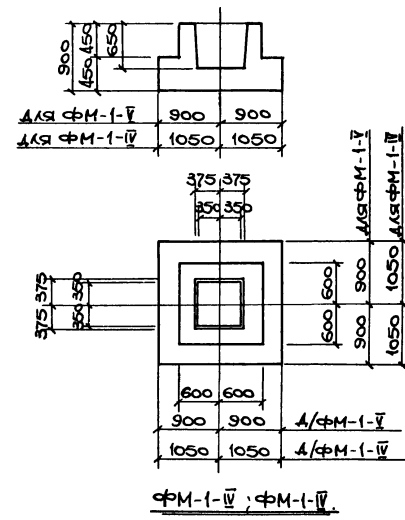 900
450 450
650
для ФМ-1-V 900 900
для ФМ-1-IV 1050 1050
375 375
350 350
для ФМ-1-V
для ФМ-1-IV
375 375
350 350
600 600
900 900
1050 1050
600 600
900 900 д/ФМ-1-V
1050 1050 д/ФМ-1-IV
ФМ-1-IV ; ФМ-1-IV.